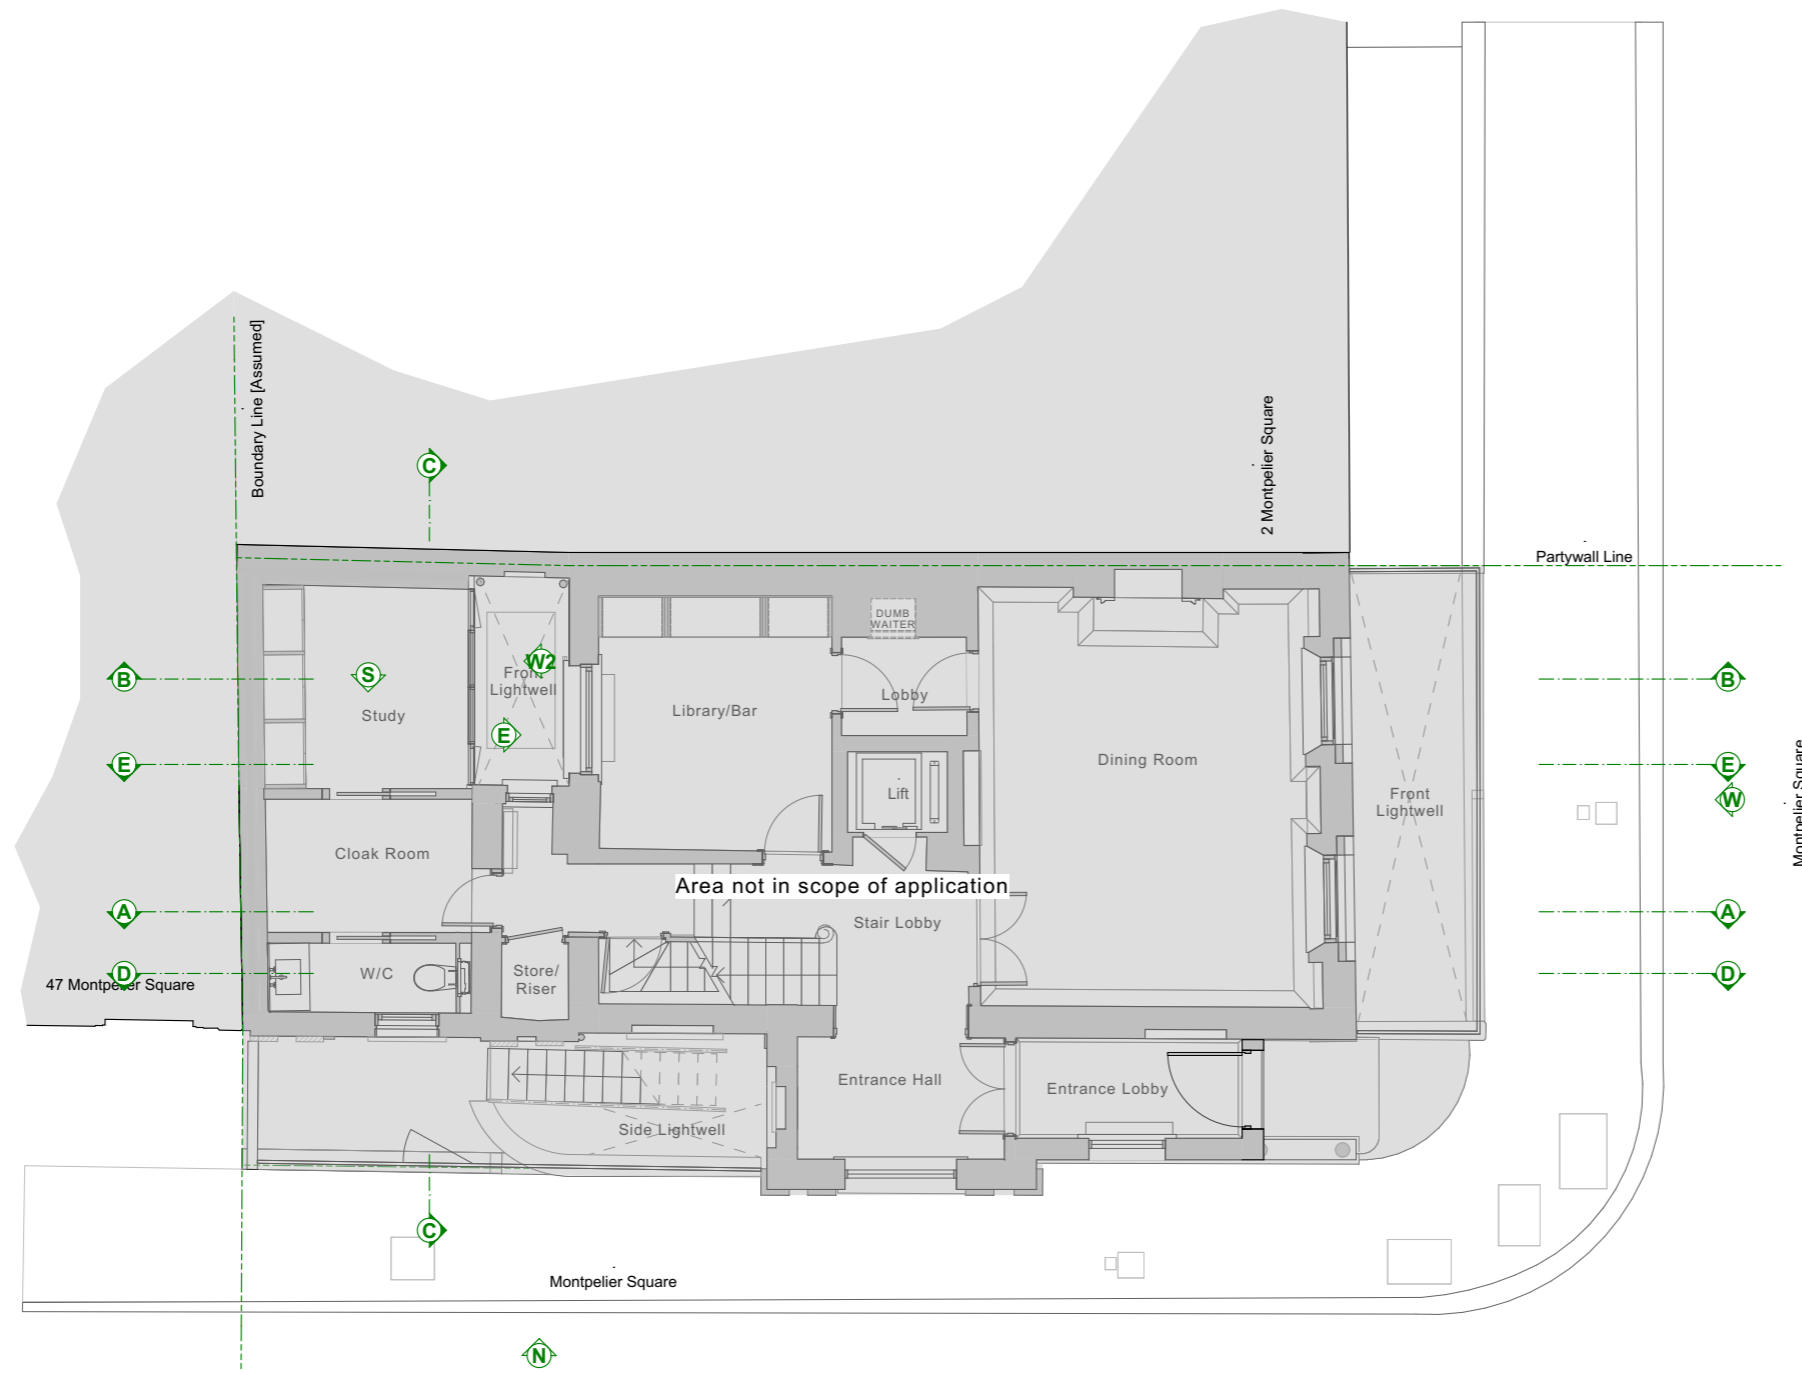 Boundary Line [Assumed]
2 Montpelier Square
C
Partywall Line
DUMB
WAITER
B
S
W2
Front
Lightwell
Study
E
Library/Bar
Lobby
B
E
Dining Room
Lift
E
W
Front
Lightwell
Montpelier Square
Cloak Room
Area not in scope of application
A
Stair Lobby
A
D
47 Montpelier Square
W/C
Store/
Riser
D
Entrance Hall
Entrance Lobby
Side Lightwell
C
Montpelier Square
N